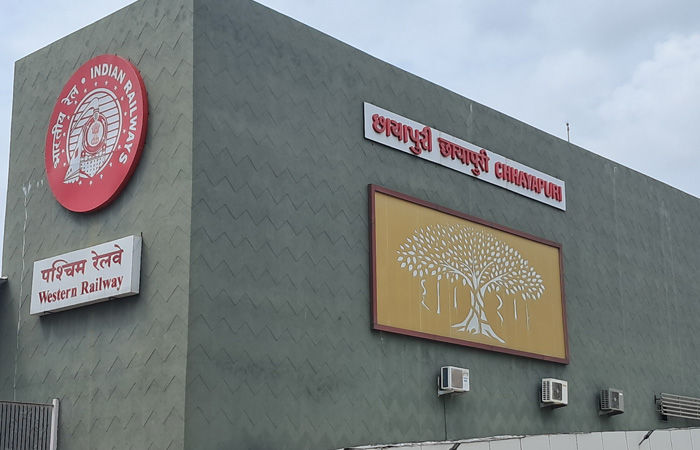 भारतीय रेल • INDIAN RAILWAYS
पश्चिम रेलवे
Western Railway
છાયાપુરી छायापुरी CHHAYAPURI